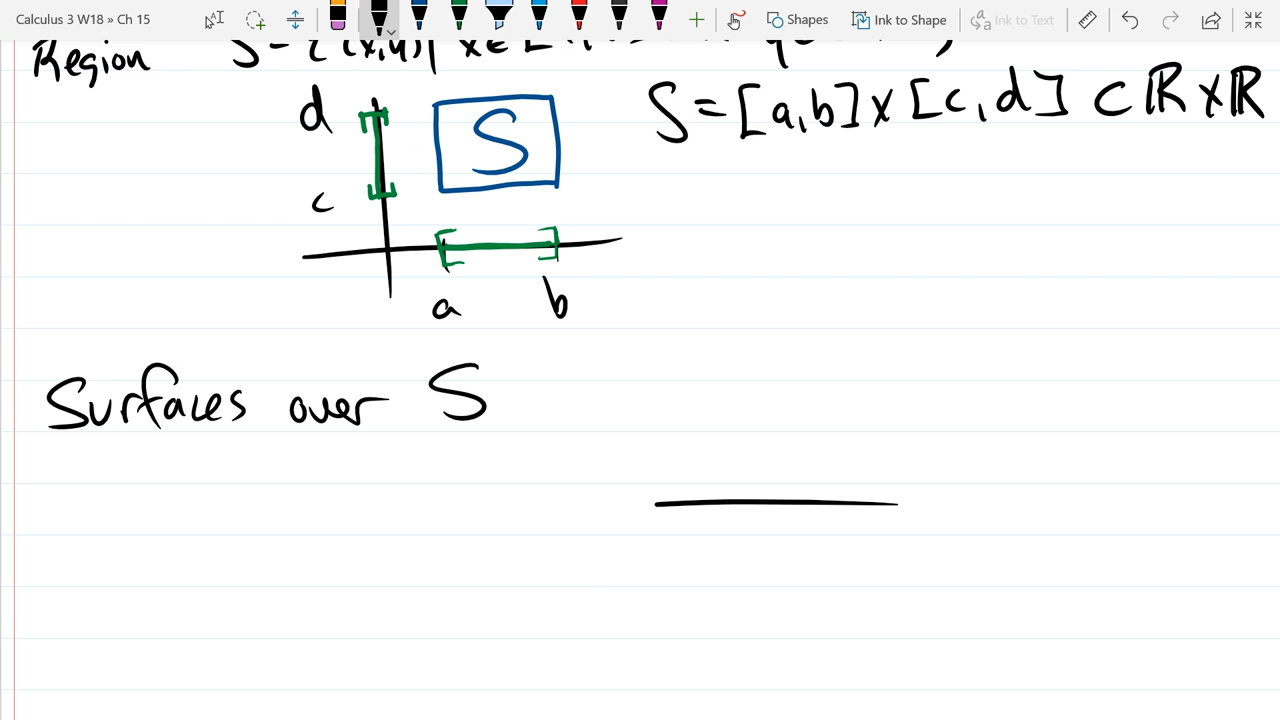 Calculus 3 W18 » Ch 15
Shapes
Ink to Shape
Ink to Text
Region
S = [a,b] x [c,d] ⊂ ℝ x ℝ
d
S
c
a
b
Surfaces over S